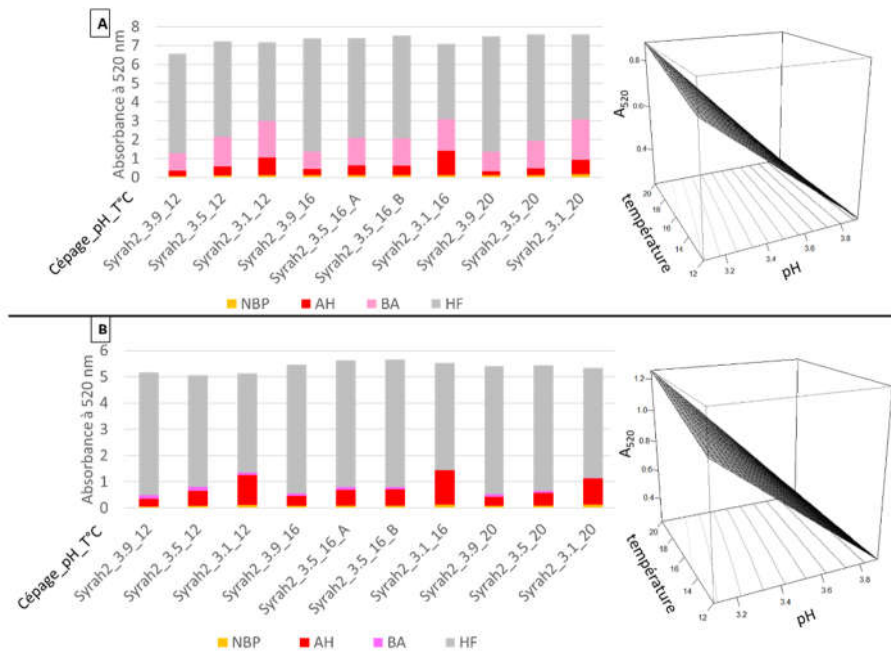 A
8
7
6
5
4
3
2
1
0
Absorbance à 520 nm
Cépage_pH_T°C
Syrah2_3.9_12
Syrah2_3.5_12
Syrah2_3.1_12
Syrah2_3.9_16
Syrah2_3.5_16_A
Syrah2_3.5_16_B
Syrah2_3.1_16
Syrah2_3.9_20
Syrah2_3.5_20
Syrah2_3.1_20
NBP AH BA HF
A520
0.8
0.6
0.4
température
20
18
16
14
12
pH
3.2
3.4
3.6
3.8
B
6
5
4
3
2
1
0
Absorbance à 520 nm
Cépage_pH_T°C
Syrah2_3.9_12
Syrah2_3.5_12
Syrah2_3.1_12
Syrah2_3.9_16
Syrah2_3.5_16_A
Syrah2_3.5_16_B
Syrah2_3.1_16
Syrah2_3.9_20
Syrah2_3.5_20
Syrah2_3.1_20
NBP AH BA HF
A520
1.2
1.0
0.8
0.6
0.4
température
20
18
16
14
12
pH
3.2
3.4
3.6
3.8